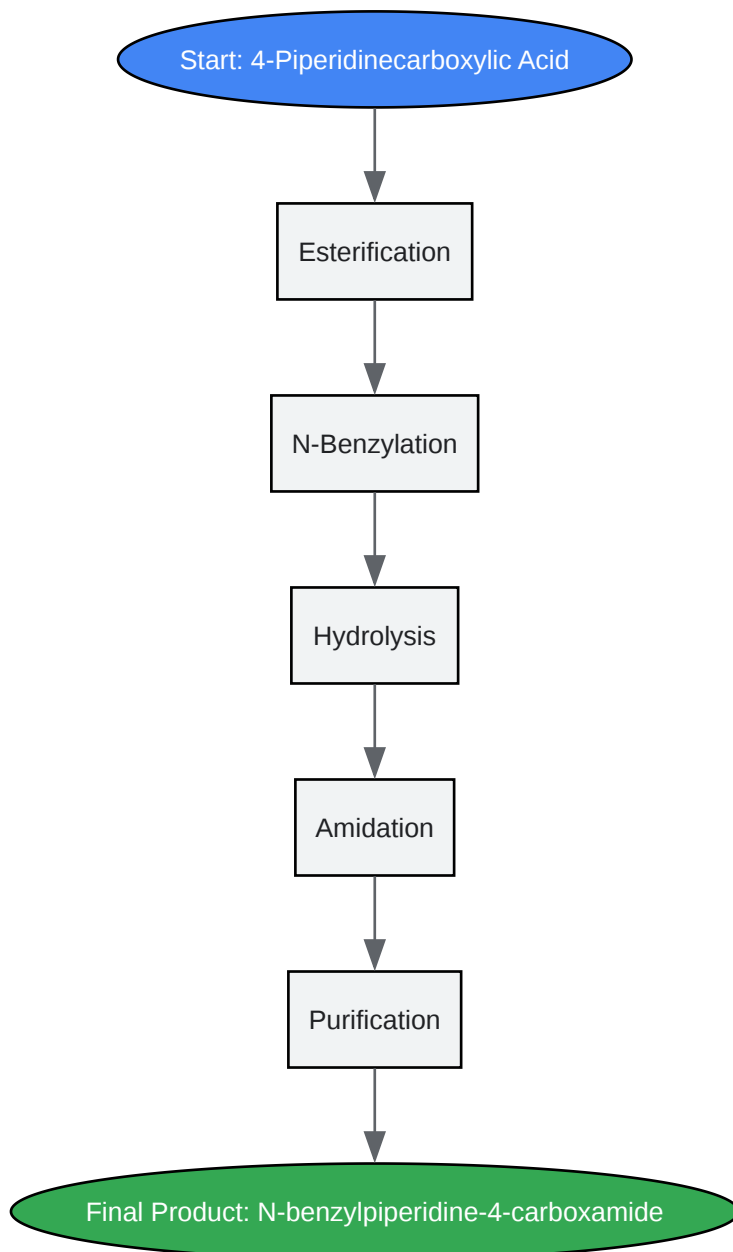 Start: 4-Piperidinecarboxylic Acid
Esterification
N-Benzylation
Hydrolysis
Amidation
Purification
Final Product: N-benzylpiperidine-4-carboxamide